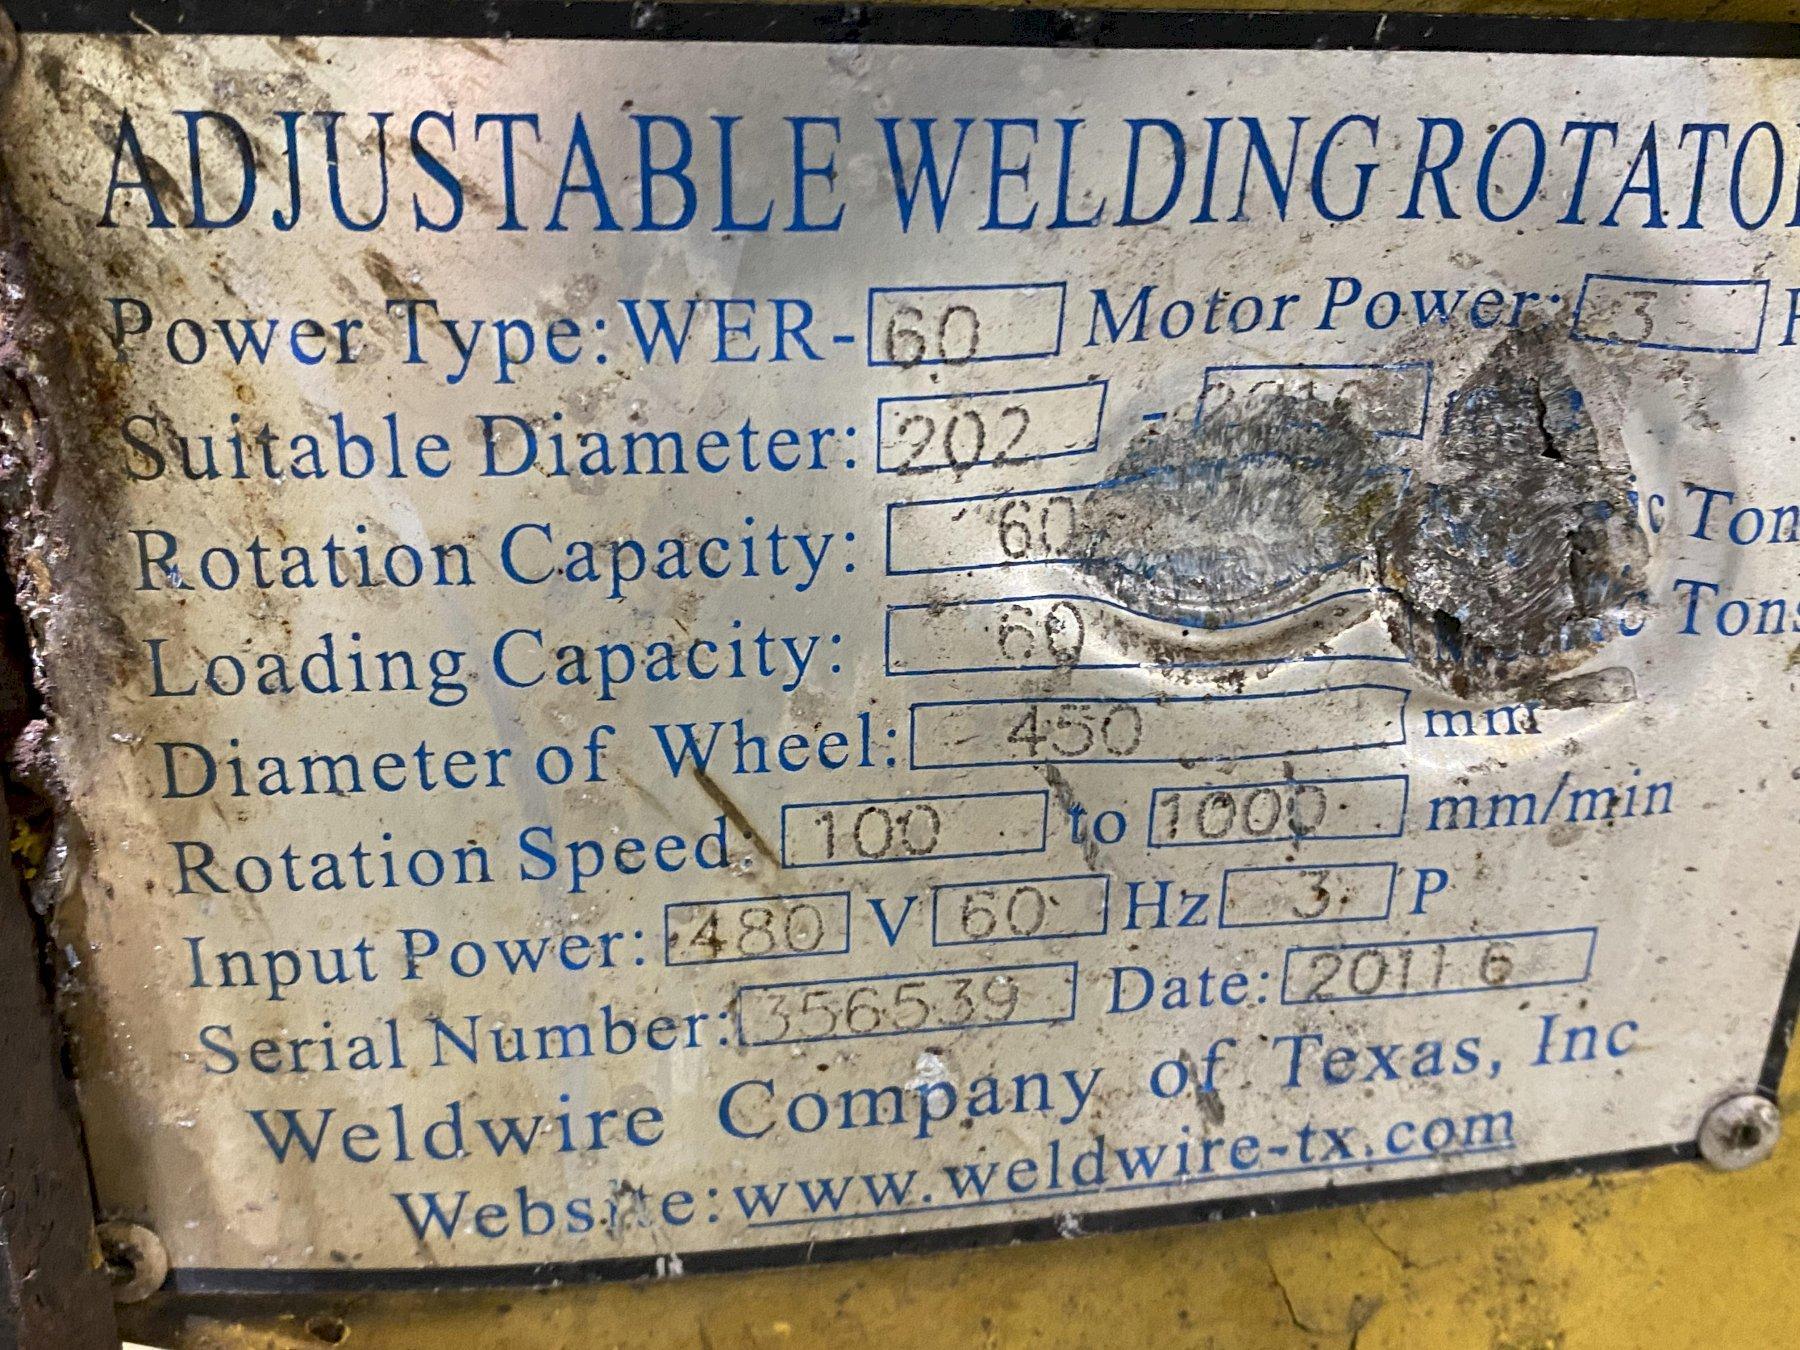 ADJUSTABLE WELDING ROTATO
Power Type: WER-60 Motor Power: 3
Suitable Diameter: 202 -
Rotation Capacity: 60 Ton
Loading Capacity: 60 Tons
Diameter of Wheel: 450 mm
Rotation Speed: 100 to 1000 mm/min
Input Power: 480 V 60 Hz 3 P
Serial Number: 356539 Date: 2011 6
Weldwire Company of Texas, Inc
Website: www.weldwire-tx.com